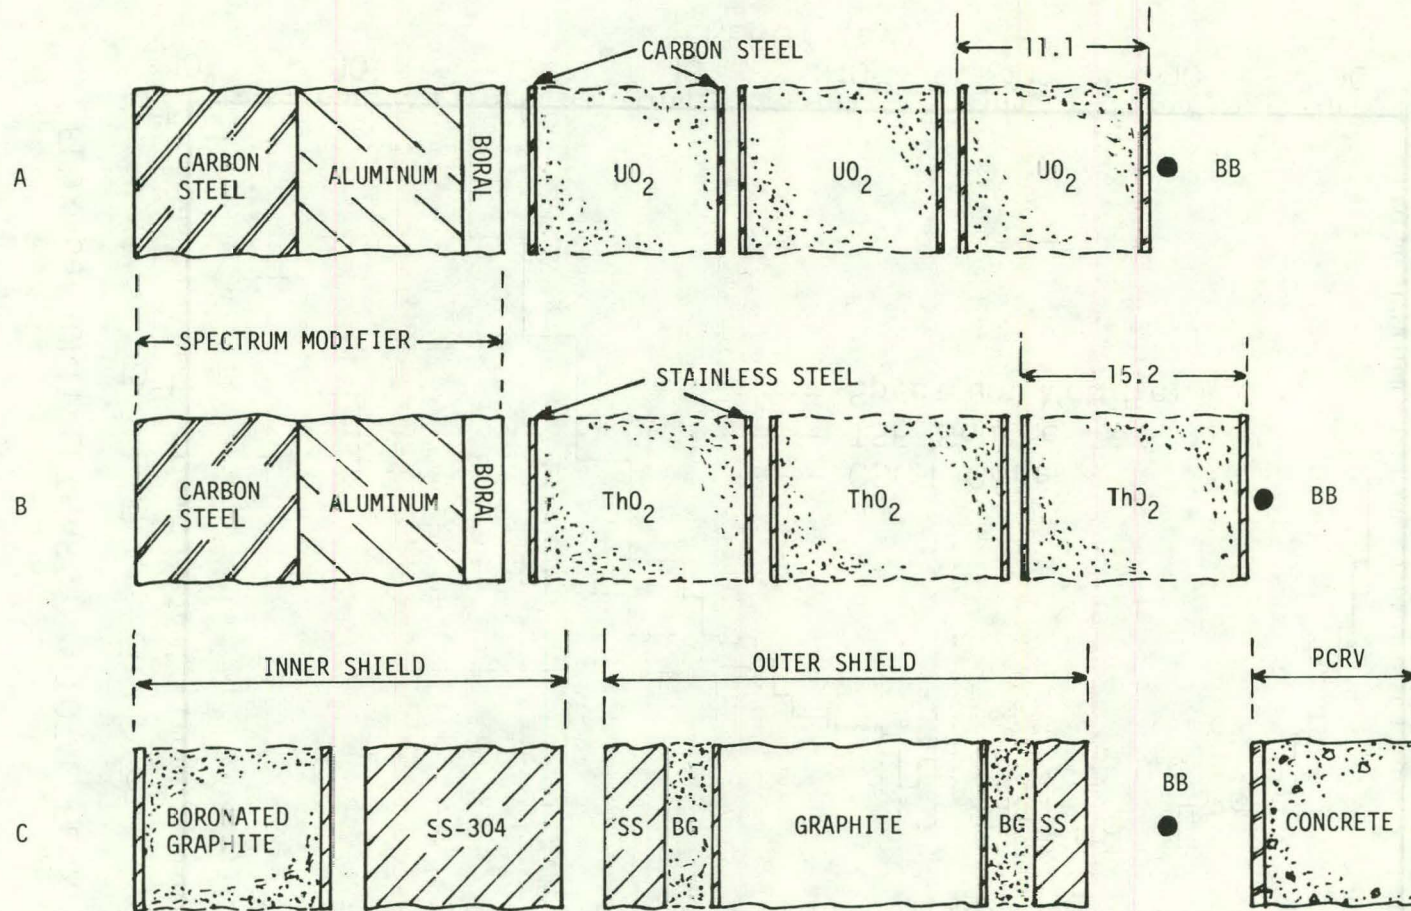 CARBON STEEL
11.1
A
CARBON
STEEL
ALUMINUM
BORAL
UO2
UO2
UO2
BB
SPECTRUM MODIFIER
STAINLESS STEEL
15.2
B
CARBON
STEEL
ALUMINUM
BORAL
ThO2
ThO2
ThO2
BB
INNER SHIELD
OUTER SHIELD
PCRV
C
BORONATED
GRAPHITE
SS-304
SS
BG
GRAPHITE
BG
SS
BB
CONCRETE